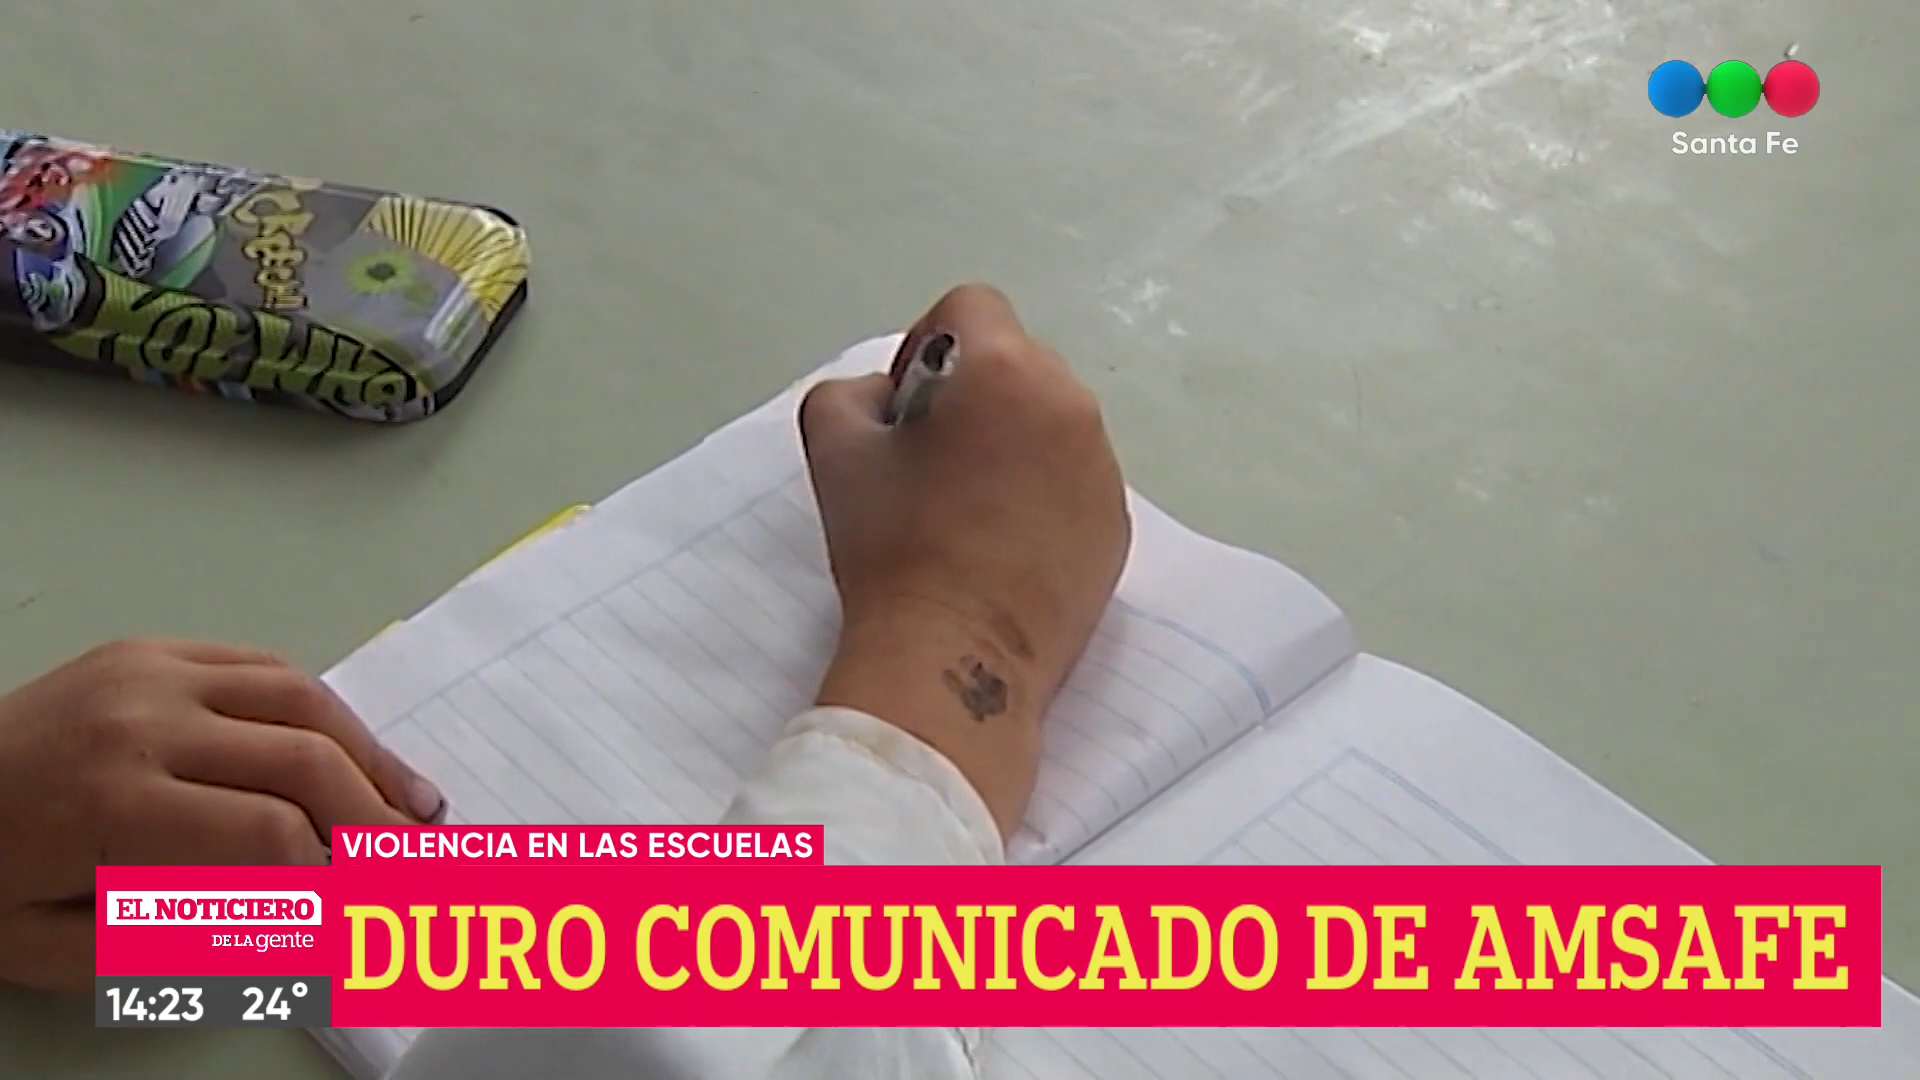 Santa Fe
VIOLENCIA EN LAS ESCUELAS
EL NOTICIERO
DE LA gente
DURO COMUNICADO DE AMSAFE
14:23 24°